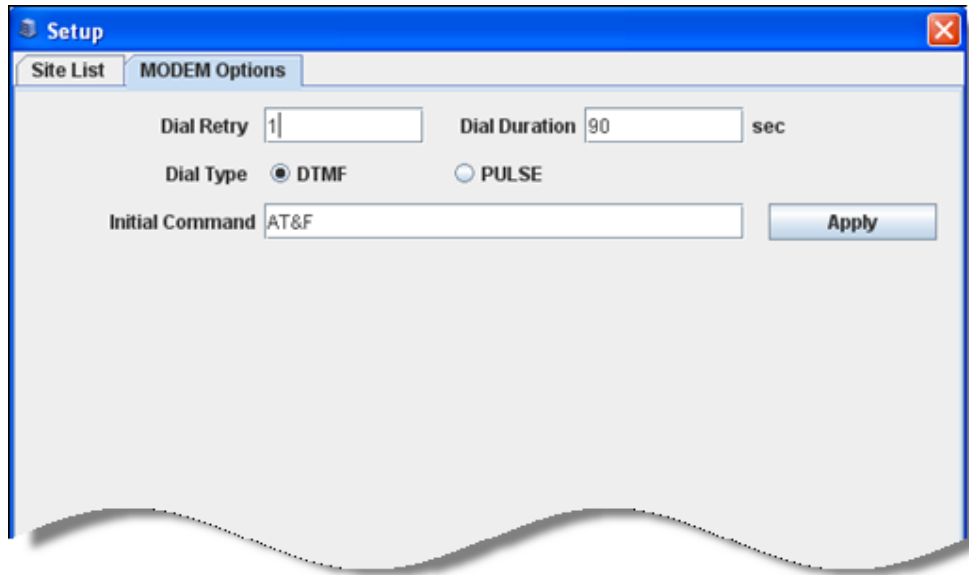 Setup
Site List MODEM Options
Dial Retry 1 Dial Duration 90 sec
Dial Type DTMF PULSE
Initial Command AT&F Apply